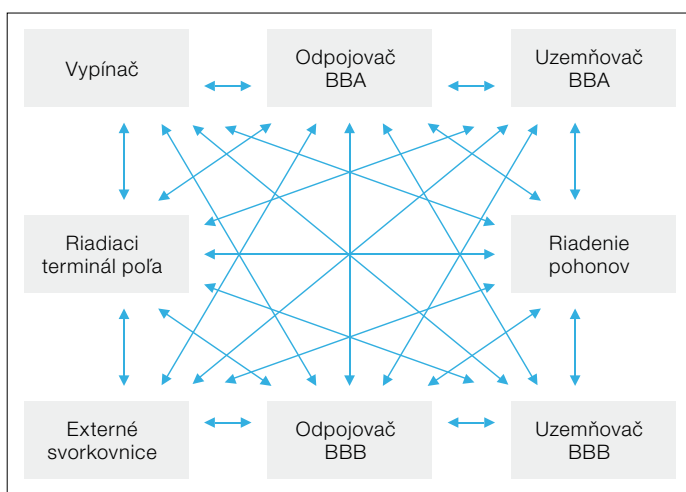 Vypínač
Odpojovač
BBA
Uzemňovač
BBA
Riadiaci
terminál poľa
Riadenie
pohonov
Externé
svorkovnice
Odpojovač
BBB
Uzemňovač
BBB